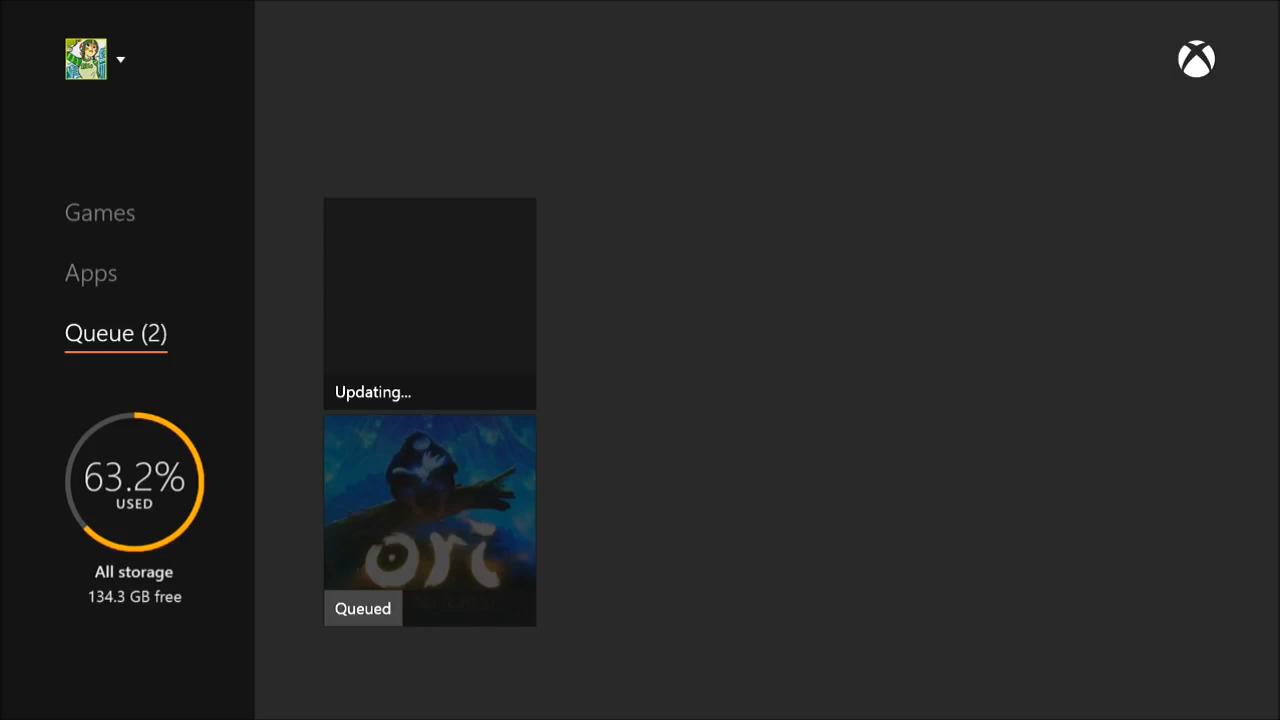 Games
Apps
Queue (2)
63.2%
USED
All storage
134.3 GB free
Updating...
ori
Queued